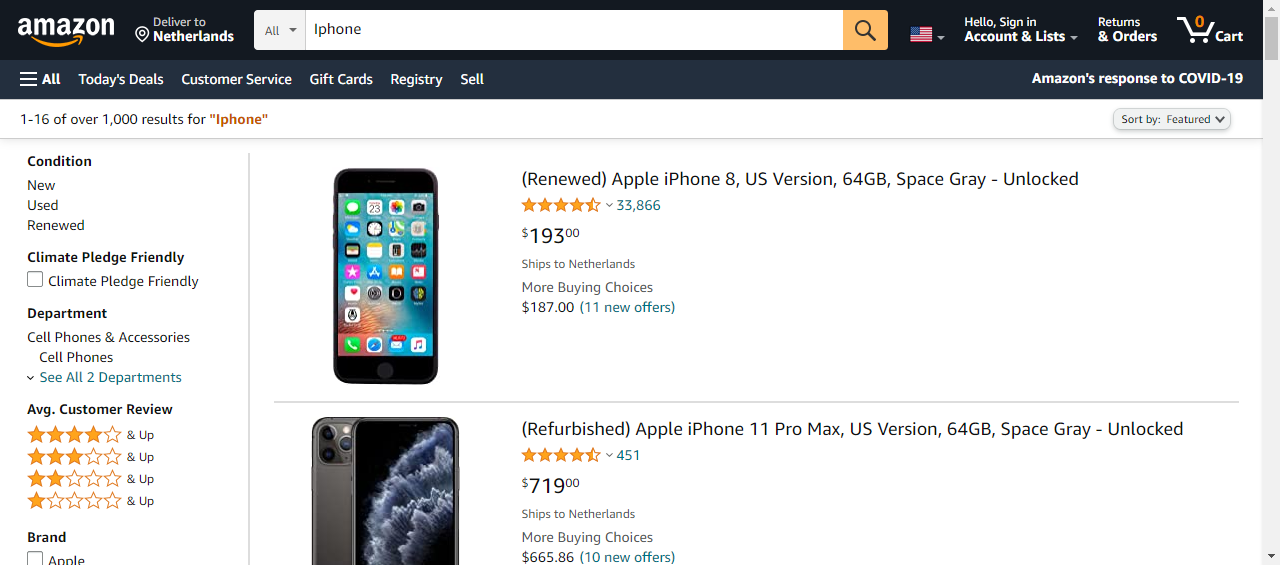 amazon
Deliver to
Netherlands
All
Iphone
Hello, Sign in
Account & Lists
Returns
& Orders
0
Cart
All
Today's Deals
Customer Service
Gift Cards
Registry
Sell
Amazon's response to COVID-19
1-16 of over 1,000 results for "Iphone"
Sort by: Featured
Condition
New
Used
Renewed
Climate Pledge Friendly
Climate Pledge Friendly
Department
Cell Phones & Accessories
Cell Phones
See All 2 Departments
Avg. Customer Review
& Up
& Up
& Up
& Up
Brand
Apple
(Renewed) Apple iPhone 8, US Version, 64GB, Space Gray - Unlocked
33,866
$19300
Ships to Netherlands
More Buying Choices
$187.00 (11 new offers)
(Refurbished) Apple iPhone 11 Pro Max, US Version, 64GB, Space Gray - Unlocked
451
$71900
Ships to Netherlands
More Buying Choices
$665.86 (10 new offers)